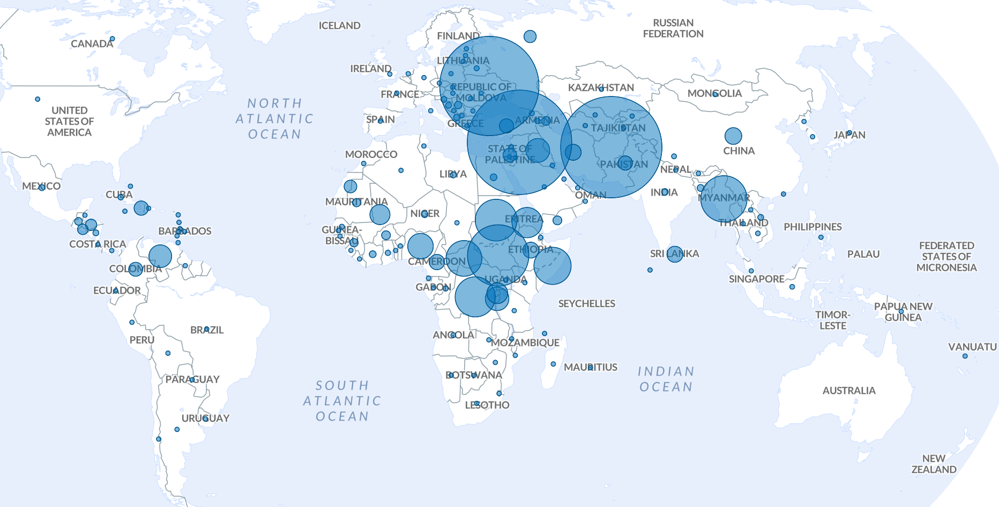 ICELAND
RUSSIAN
FEDERATION
FINLAND
CANADA
LITHUANIA
IRELAND
REPUBLIC OF
MOLDOVA
KAZAKHSTAN
FRANCE
MONGOLIA
NORTH
ATLANTIC
OCEAN
UNITED
STATES OF
AMERICA
SPAIN
GREECE
ARMENIA
TAJIKISTAN
JAPAN
STATE OF
PALESTINE
CHINA
MOROCCO
PAKISTAN
NEPAL
LIBYA
MEXICO
CUBA
OMAN
INDIA
MYANMAR
MAURITANIA
NIGER
ERITREA
THAILAND
PHILIPPINES
GUINEA-
BISSAU
BARBADOS
COSTA RICA
ETHIOPIA
SRI LANKA
PALAU
FEDERATED
STATES OF
MICRONESIA
CAMEROON
COLOMBIA
SINGAPORE
UGANDA
GABON
ECUADOR
SEYCHELLES
PAPUA NEW
GUINEA
TIMOR-
LESTE
BRAZIL
ANGOLA
PERU
MOZAMBIQUE
VANUATU
MAURITIUS
INDIAN
OCEAN
BOTSWANA
PARAGUAY
SOUTH
ATLANTIC
OCEAN
AUSTRALIA
LESOTHO
URUGUAY
NEW
ZEALAND